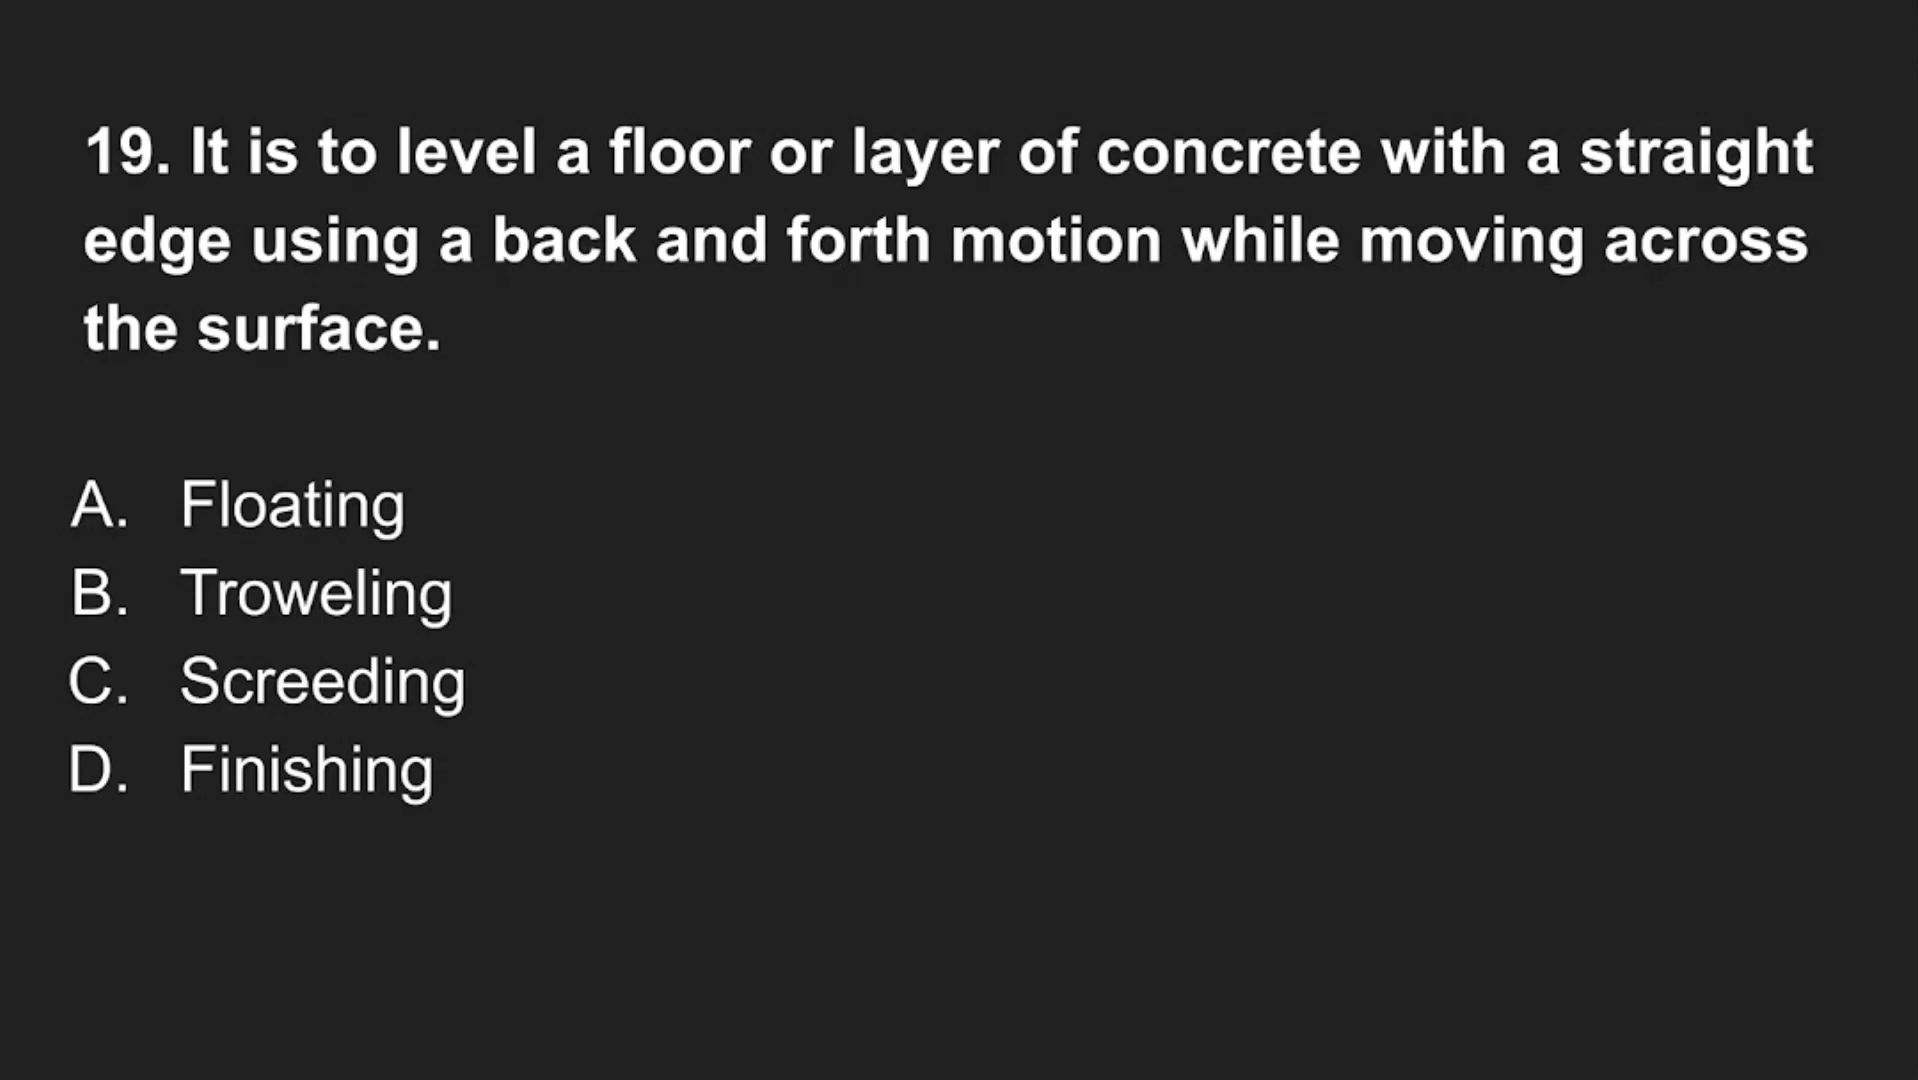 19. It is to level a floor or layer of concrete with a straight
edge using a back and forth motion while moving across
the surface.
A. Floating
B. Troweling
C. Screeding
D. Finishing